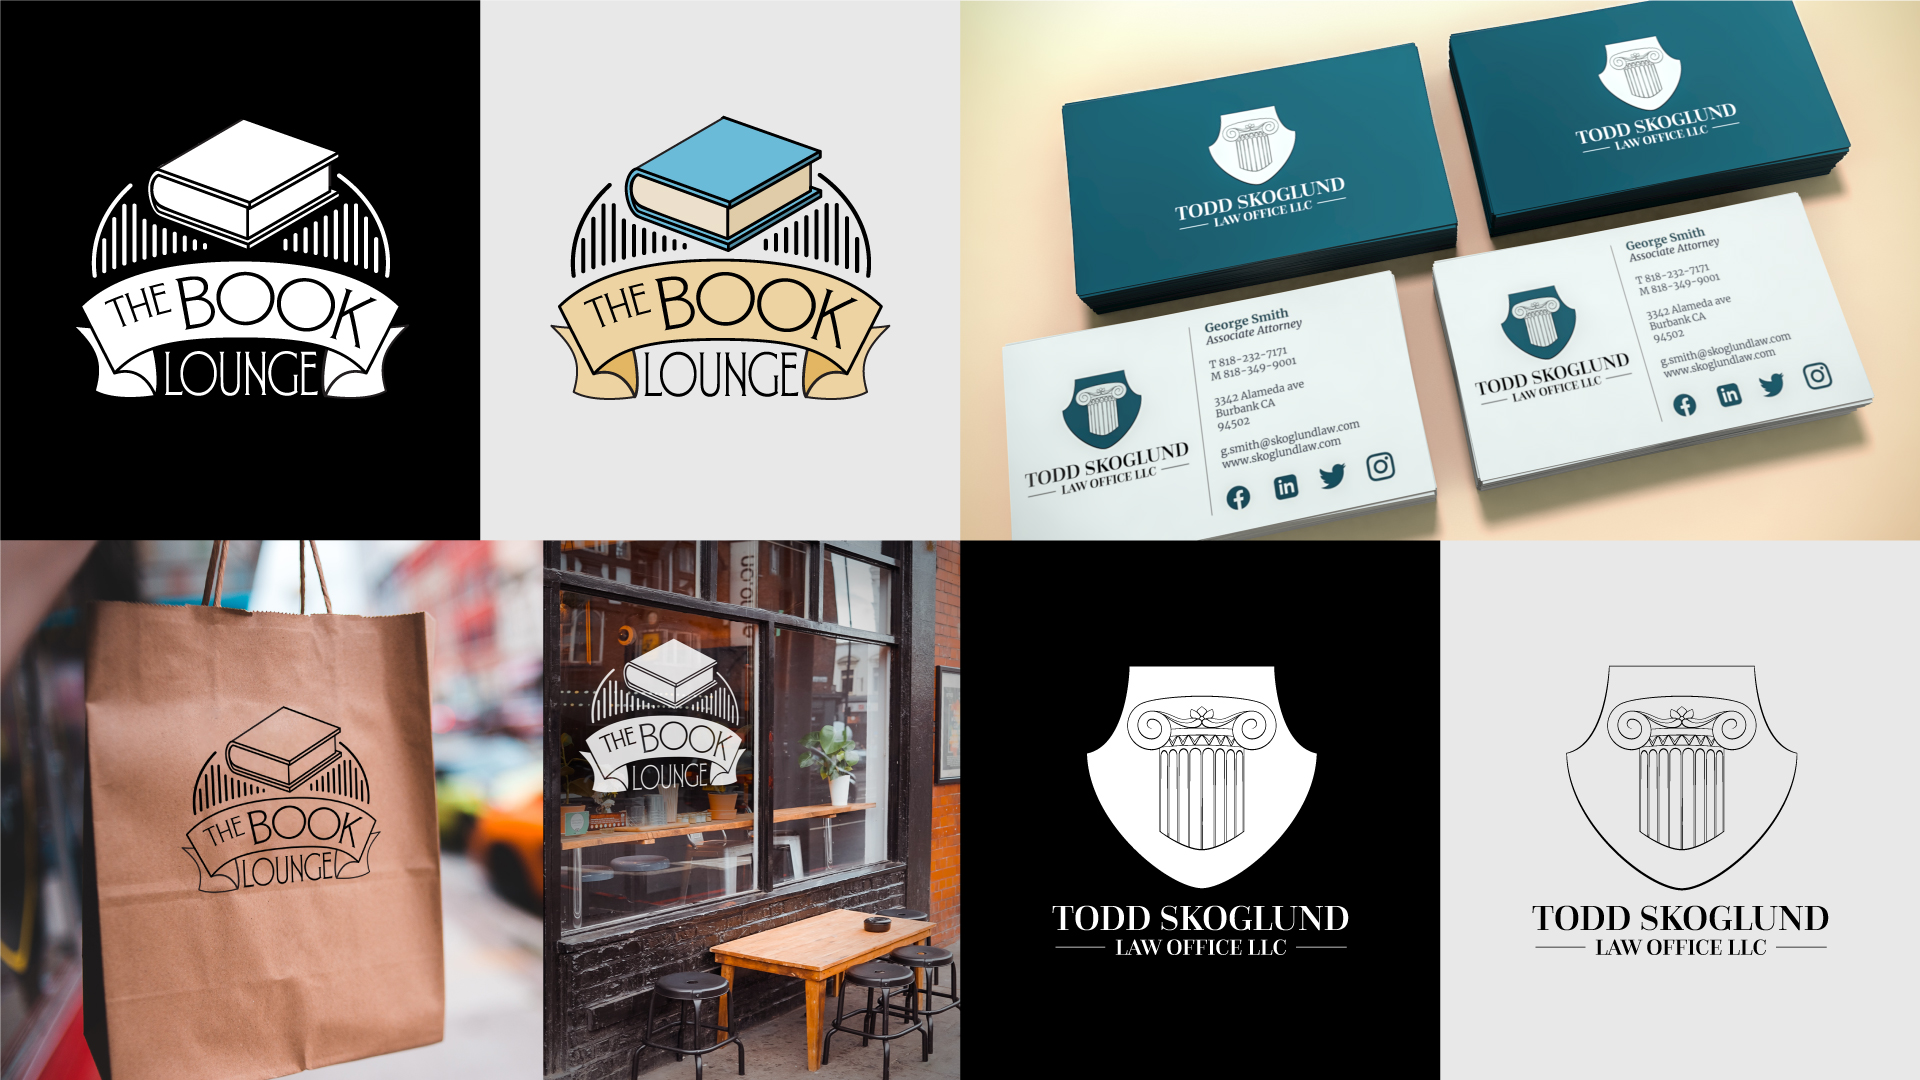 THE BOOK
LOUNGE
THE BOOK
LOUNGE
TODD SKOGLUND
LAW OFFICE LLC
TODD SKOGLUND
LAW OFFICE LLC
TODD SKOGLUND
LAW OFFICE LLC
George Smith
Associate Attorney
T 818-232-7171
M 818-349-9001
3342 Alameda ave
Burbank CA
94502
g.smith@skoglundlaw.com
www.skoglundlaw.com
in
TODD SKOGLUND
LAW OFFICE LLC
George Smith
Associate Attorney
T 818-232-7171
M 818-349-9001
3342 Alameda ave
Burbank CA
94502
g.smith@skoglundlaw.com
www.skoglundlaw.com
in
THE BOOK
LOUNGE
THE BOOK
LOUNGE
TODD SKOGLUND
LAW OFFICE LLC
TODD SKOGLUND
LAW OFFICE LLC